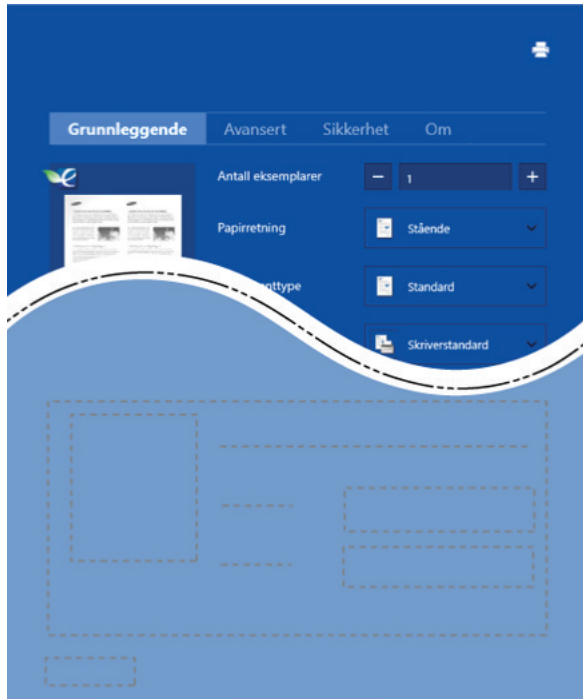 Grunnleggende Avansert Sikkerhet Om
Antall eksemplarer 1
Papirretning Stående
Standard
Skriverstandard